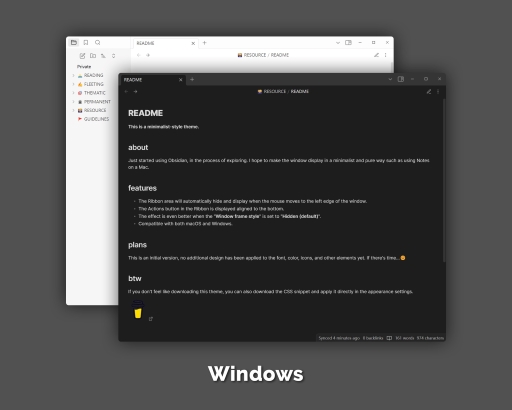 README
RESOURCE / README
Private
READING
FLEETING
THEMATIC
PERMANENT
RESOURCE
GUIDELINES
README
RESOURCE / README
README
This is a minimalist-style theme.
about
Just started using Obsidian, in the process of exploring. I hope to make the window display in a minimalist and pure way such as using Notes
on a Mac.
features
The Ribbon area will automatically hide and display when the mouse moves to the left edge of the window.
The Actions button in the Ribbon is displayed aligned to the bottom.
The effect is even better when the "Window frame style" is set to "Hidden (default)".
Compatible with both macOS and Windows.
plans
This is an initial version, no additional design has been applied to the font, color, icons, and other elements yet. If there's time...
btw
If you don't feel like downloading this theme, you can also download the CSS snippet and apply it directly in the appearance settings.
Synced 4 minutes ago 0 backlinks 161 words 974 characters
Windows